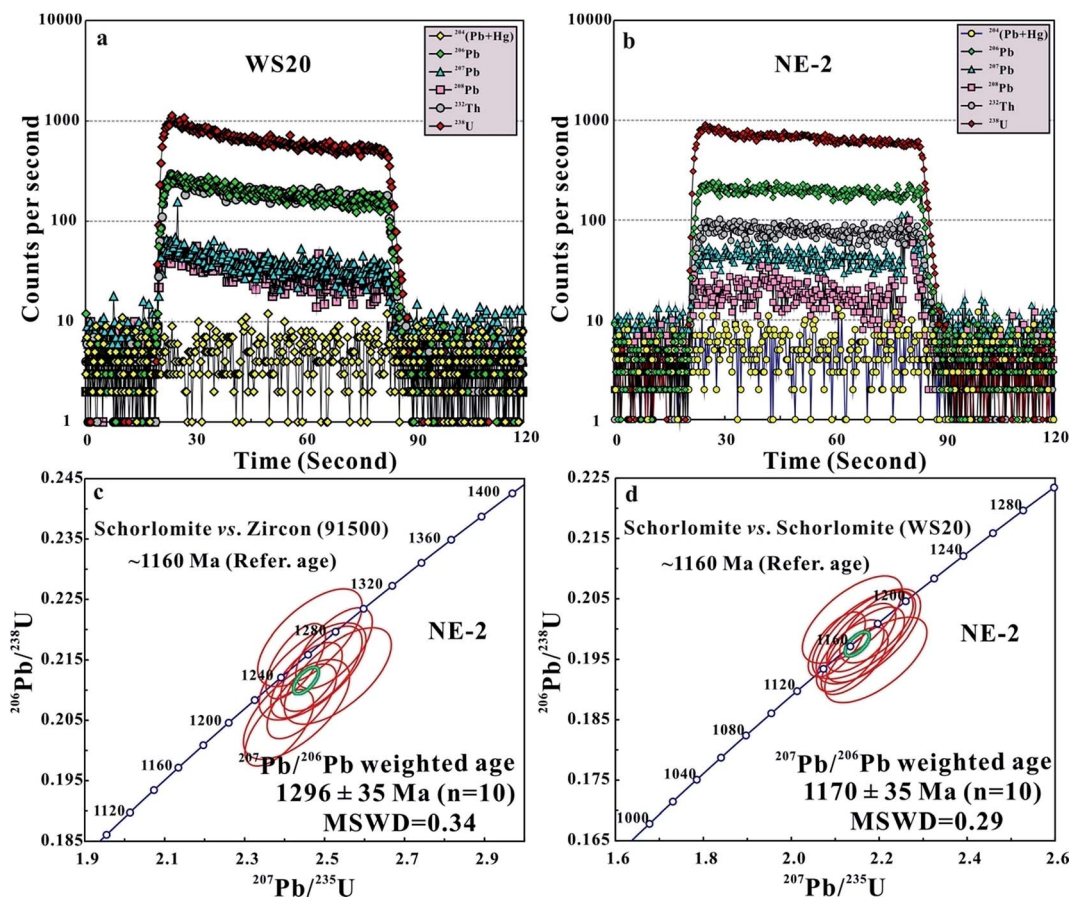 a
WS20
²⁰⁴(Pb+Hg)
²⁰⁶Pb
²⁰⁷Pb
²⁰⁸Pb
²³²Th
²³⁸U
10000
1000
100
10
1
Counts per second
0 30 60 90 120
Time (Second)
b
NE-2
²⁰⁴(Pb+Hg)
²⁰⁶Pb
²⁰⁷Pb
²⁰⁸Pb
²³²Th
²³⁸U
10000
1000
100
10
1
Counts per second
0 30 60 90 120
Time (Second)
c
Schorlomite vs. Zircon (91500)
~1160 Ma (Refer. age)
NE-2
1400
1360
1320
1280
1240
1200
1160
1120
²⁰⁷Pb/²⁰⁶Pb weighted age
1296 ± 35 Ma (n=10)
MSWD=0.34
0.245
0.235
0.225
0.215
0.205
0.195
0.185
²⁰⁶Pb/²³⁸U
1.9 2.1 2.3 2.5 2.7 2.9
²⁰⁷Pb/²³⁵U
d
Schorlomite vs. Schorlomite (WS20)
~1160 Ma (Refer. age)
NE-2
1280
1240
1200
1160
1120
1080
1040
1000
²⁰⁷Pb/²⁰⁶Pb weighted age
1170 ± 35 Ma (n=10)
MSWD=0.29
0.225
0.215
0.205
0.195
0.185
0.175
0.165
²⁰⁶Pb/²³⁸U
1.6 1.8 2.0 2.2 2.4 2.6
²⁰⁷Pb/²³⁵U